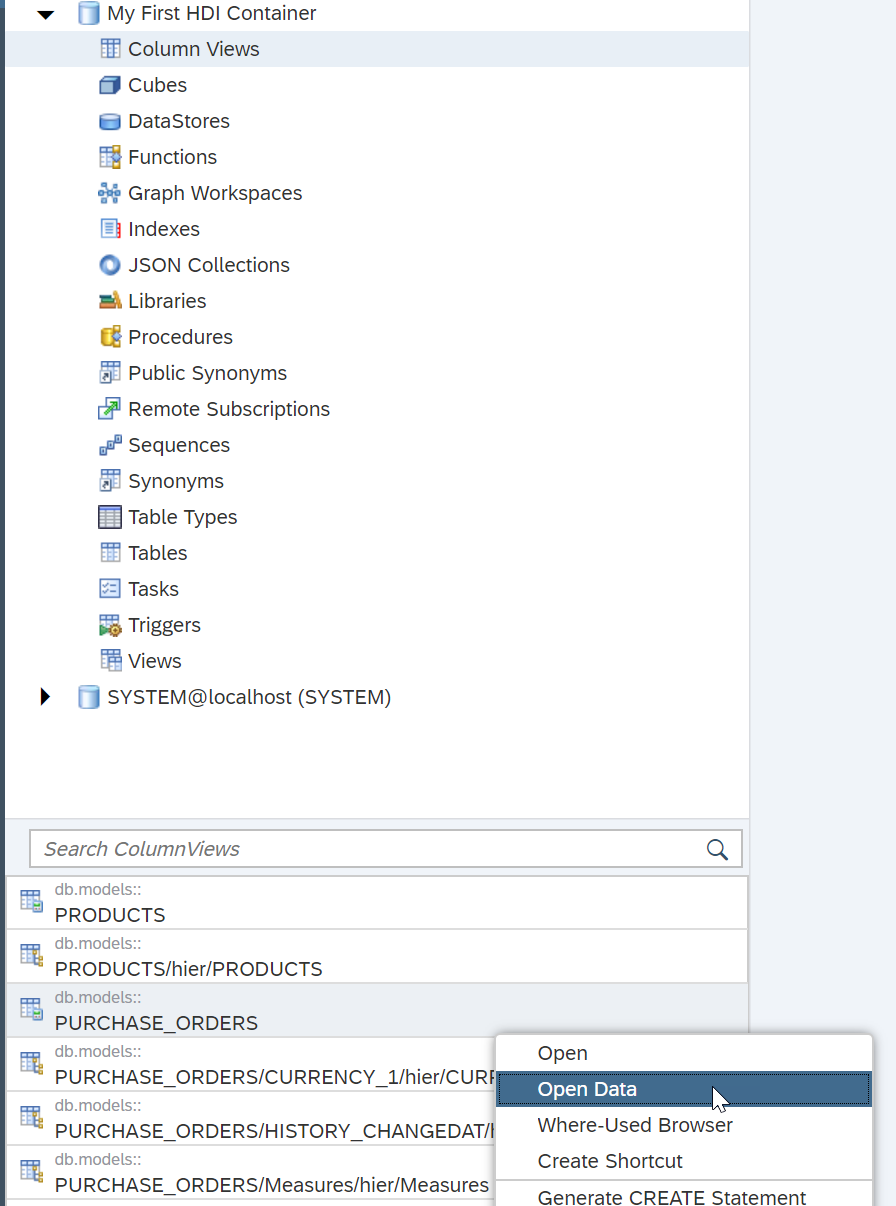 My First HDI Container
Column Views
Cubes
DataStores
Functions
Graph Workspaces
Indexes
JSON Collections
Libraries
Procedures
Public Synonyms
Remote Subscriptions
Sequences
Synonyms
Table Types
Tables
Tasks
Triggers
Views
SYSTEM@localhost (SYSTEM)
Search ColumnViews
db.models::
PRODUCTS
db.models::
PRODUCTS/hier/PRODUCTS
db.models::
PURCHASE_ORDERS
db.models::
PURCHASE_ORDERS/CURRENCY_1/hier/CURR
db.models::
PURCHASE_ORDERS/HISTORY_CHANGEDAT/
db.models::
PURCHASE_ORDERS/Measures/hier/Measures
Open
Open Data
Where-Used Browser
Create Shortcut
Generate CREATE Statement